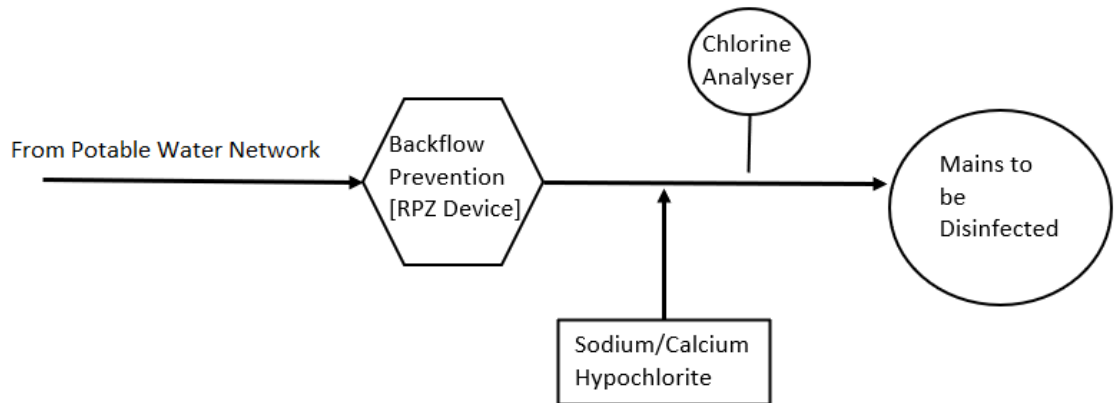 Chlorine
Analyser
From Potable Water Network
Backflow
Prevention
[RPZ Device]
Mains to
be
Disinfected
Sodium/Calcium
Hypochlorite